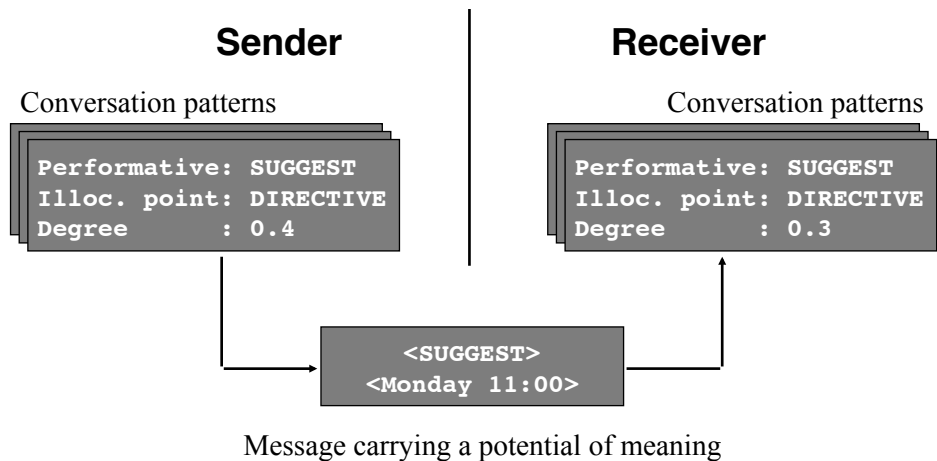 Sender
Receiver
Conversation patterns
Conversation patterns
Performative: SUGGEST
Illoc. point: DIRECTIVE
Degree      : 0.4
Performative: SUGGEST
Illoc. point: DIRECTIVE
Degree      : 0.3
<SUGGEST>
<Monday 11:00>
Message carrying a potential of meaning